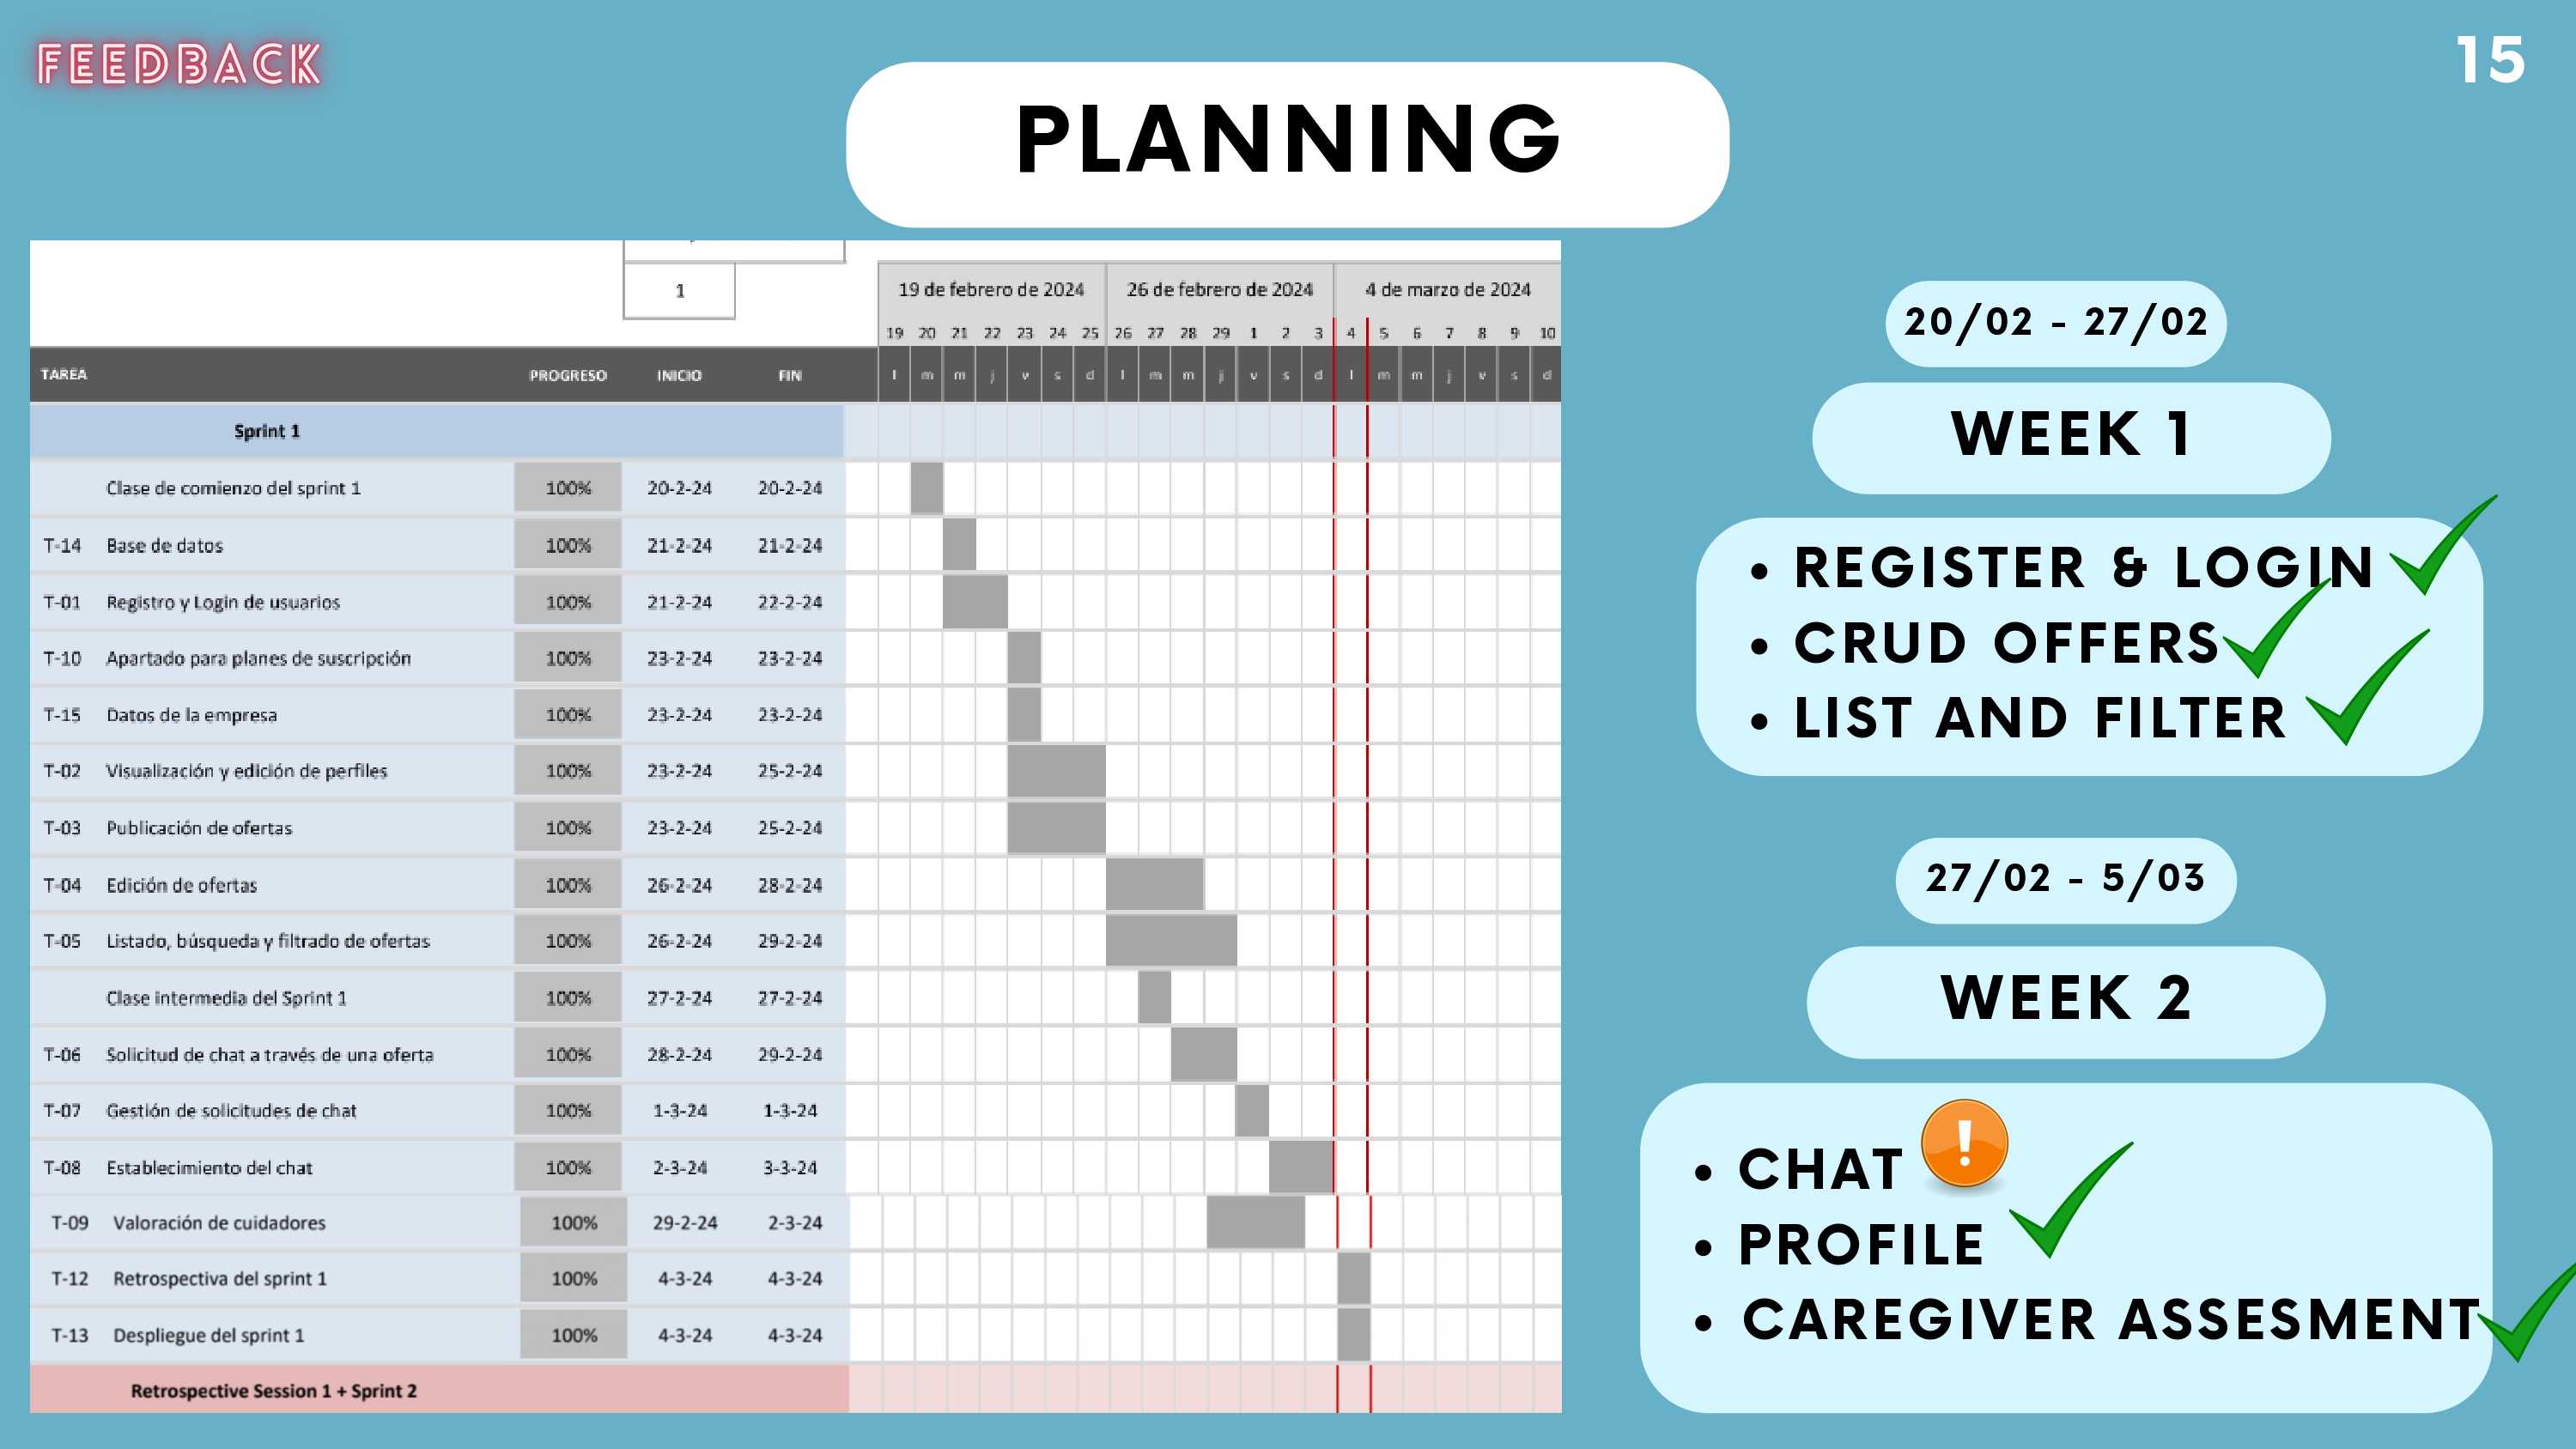 FEEDBACK
15
PLANNING
1
19 de febrero de 2024 26 de febrero de 2024 4 de marzo de 2024
19 20 21 22 23 24 25 26 27 28 29 1 2 3 4 5 6 7 8 9 10
TAREA PROGRESO INICIO FIN l m m j v s d l m m j v s d l m m j v s d
Sprint 1
Clase de comienzo del sprint 1 100% 20-2-24 20-2-24
T-14 Base de datos 100% 21-2-24 21-2-24
T-01 Registro y Login de usuarios 100% 21-2-24 22-2-24
T-10 Apartado para planes de suscripción 100% 23-2-24 23-2-24
T-15 Datos de la empresa 100% 23-2-24 23-2-24
T-02 Visualización y edición de perfiles 100% 23-2-24 25-2-24
T-03 Publicación de ofertas 100% 23-2-24 25-2-24
T-04 Edición de ofertas 100% 26-2-24 28-2-24
T-05 Listado, búsqueda y filtrado de ofertas 100% 26-2-24 29-2-24
Clase intermedia del Sprint 1 100% 27-2-24 27-2-24
T-06 Solicitud de chat a través de una oferta 100% 28-2-24 29-2-24
T-07 Gestión de solicitudes de chat 100% 1-3-24 1-3-24
T-08 Establecimiento del chat 100% 2-3-24 3-3-24
T-09 Valoración de cuidadores 100% 29-2-24 2-3-24
T-12 Retrospectiva del sprint 1 100% 4-3-24 4-3-24
T-13 Despliegue del sprint 1 100% 4-3-24 4-3-24
Retrospective Session 1 + Sprint 2
20/02 - 27/02
WEEK 1
• REGISTER & LOGIN
• CRUD OFFERS
• LIST AND FILTER
27/02 - 5/03
WEEK 2
• CHAT !
• PROFILE
• CAREGIVER ASSESMENT